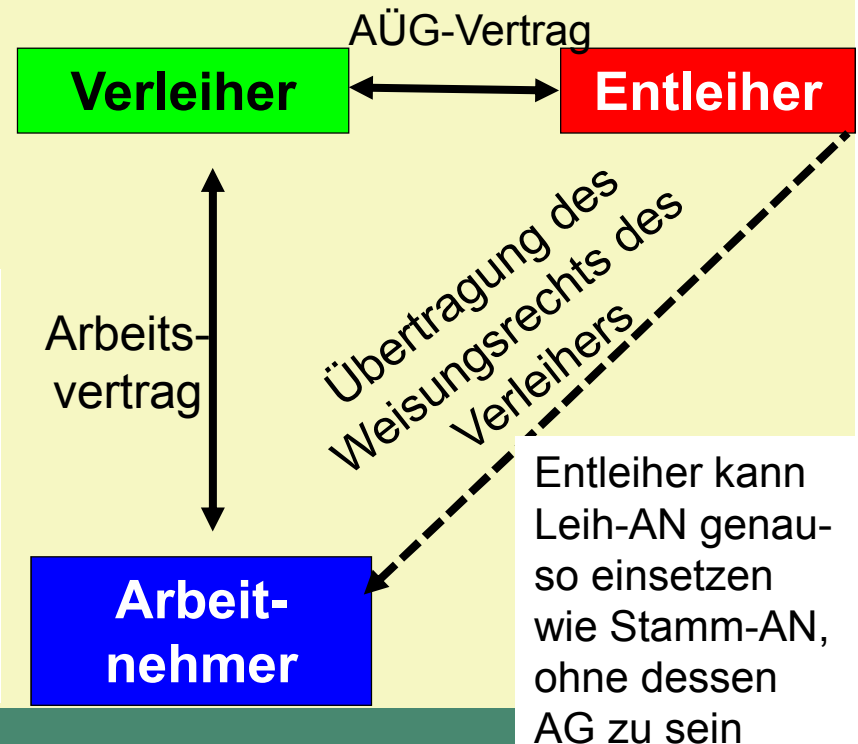 AÜG-Vertrag
Verleiher
Entleiher
Übertragung des
Weisungsrechts des
Verleihers
Arbeits-
vertrag
Arbeit-
nehmer
Entleiher kann
Leih-AN genau-
so einsetzen
wie Stamm-AN,
ohne dessen
AG zu sein